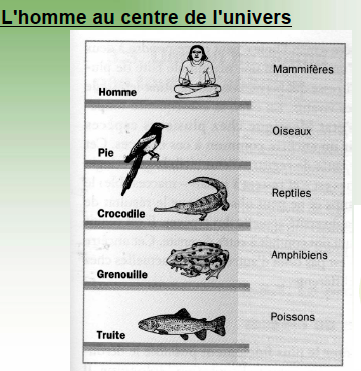 L'homme au centre de l'univers
Homme
Mammifères
Pie
Oiseaux
Crocodile
Reptiles
Grenouille
Amphibiens
Truite
Poissons